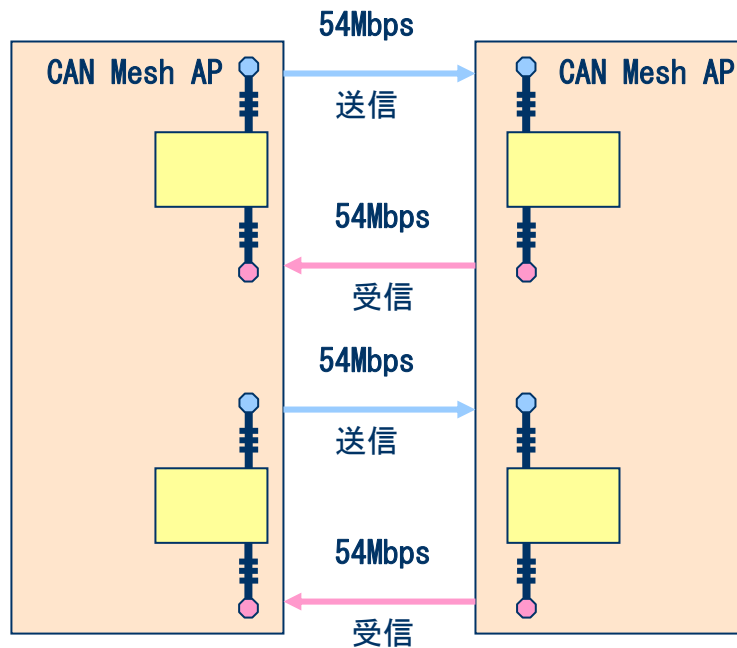 54Mbps
CAN Mesh AP
CAN Mesh AP
送信
54Mbps
受信
54Mbps
送信
54Mbps
受信